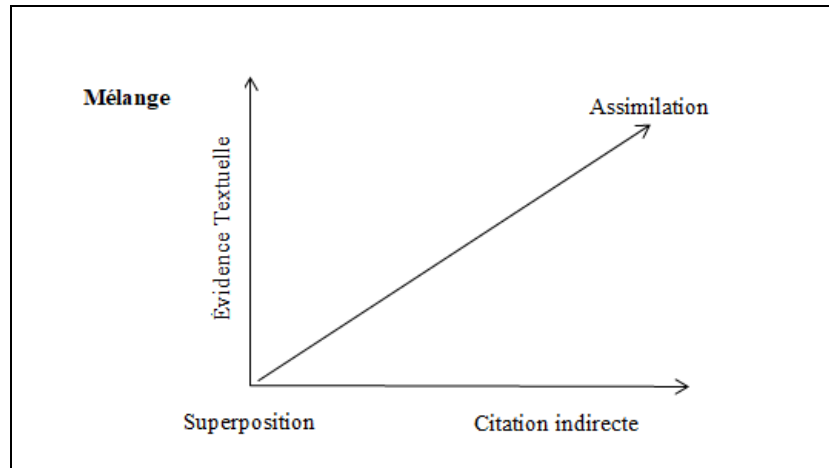 Mélange
Assimilation
Évidence Textuelle
Superposition
Citation indirecte